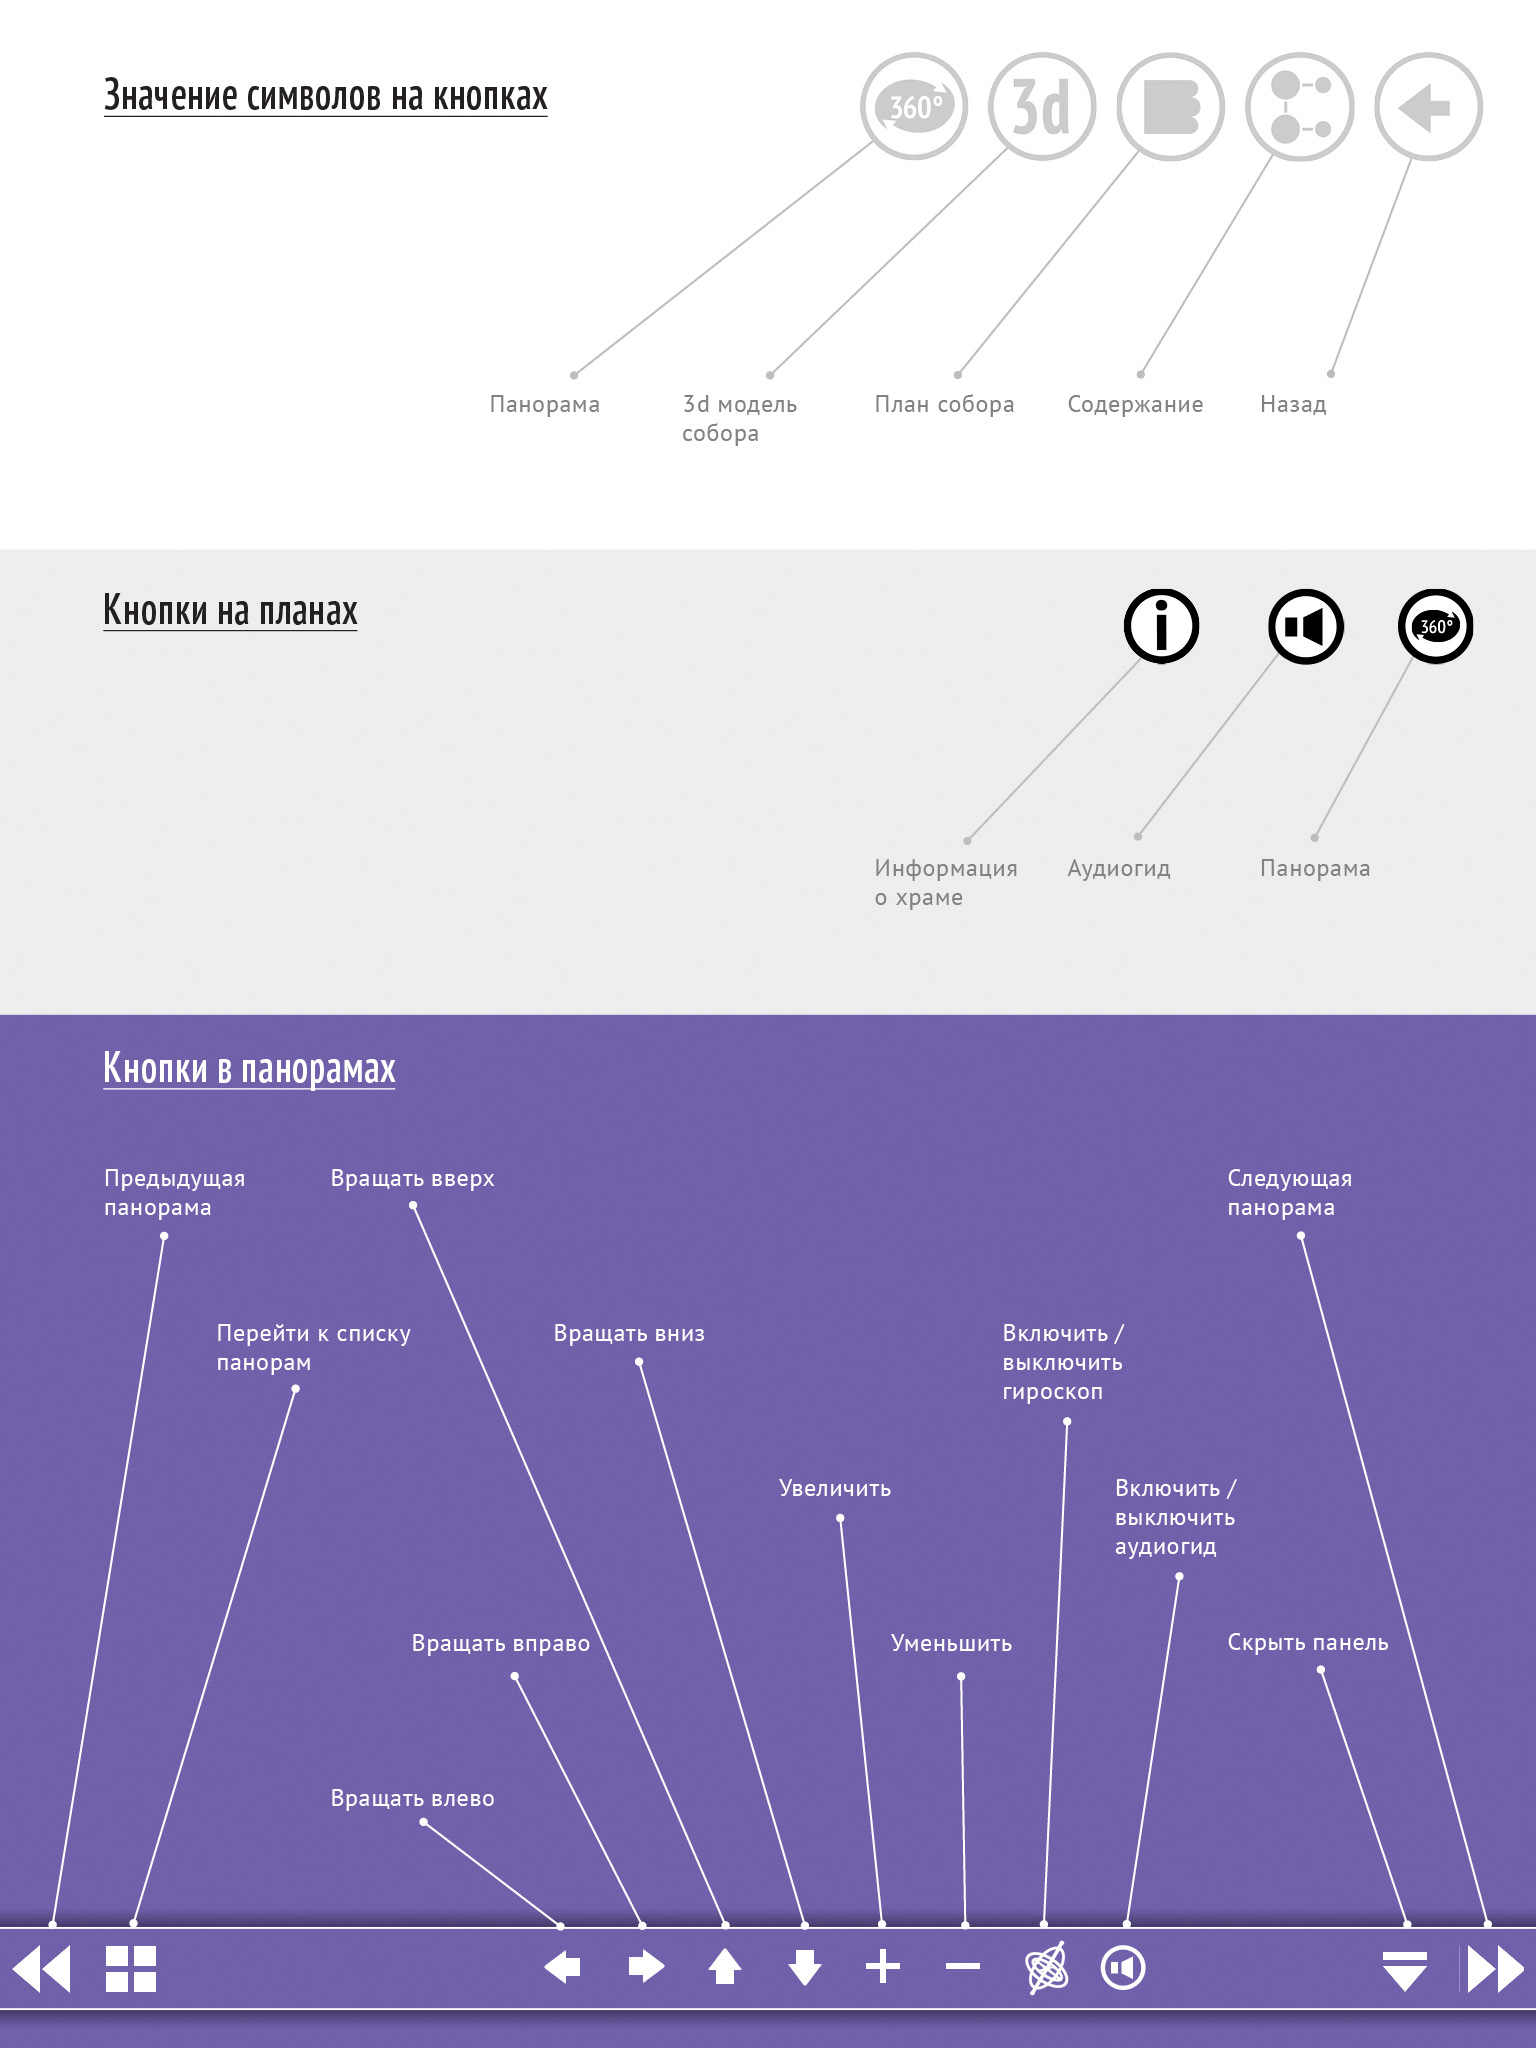 Значение символов на кнопках
360°
3d
Панорама
3d модель
собора
План собора
Содержание
Назад
Кнопки на планах
i
360°
Информация
о храме
Аудиогид
Панорама
Кнопки в панорамах
Предыдущая
панорама
Вращать вверх
Следующая
панорама
Перейти к списку
панорам
Вращать вниз
Включить /
выключить
гироскоп
Увеличить
Включить /
выключить
аудиогид
Вращать вправо
Уменьшить
Скрыть панель
Вращать влево